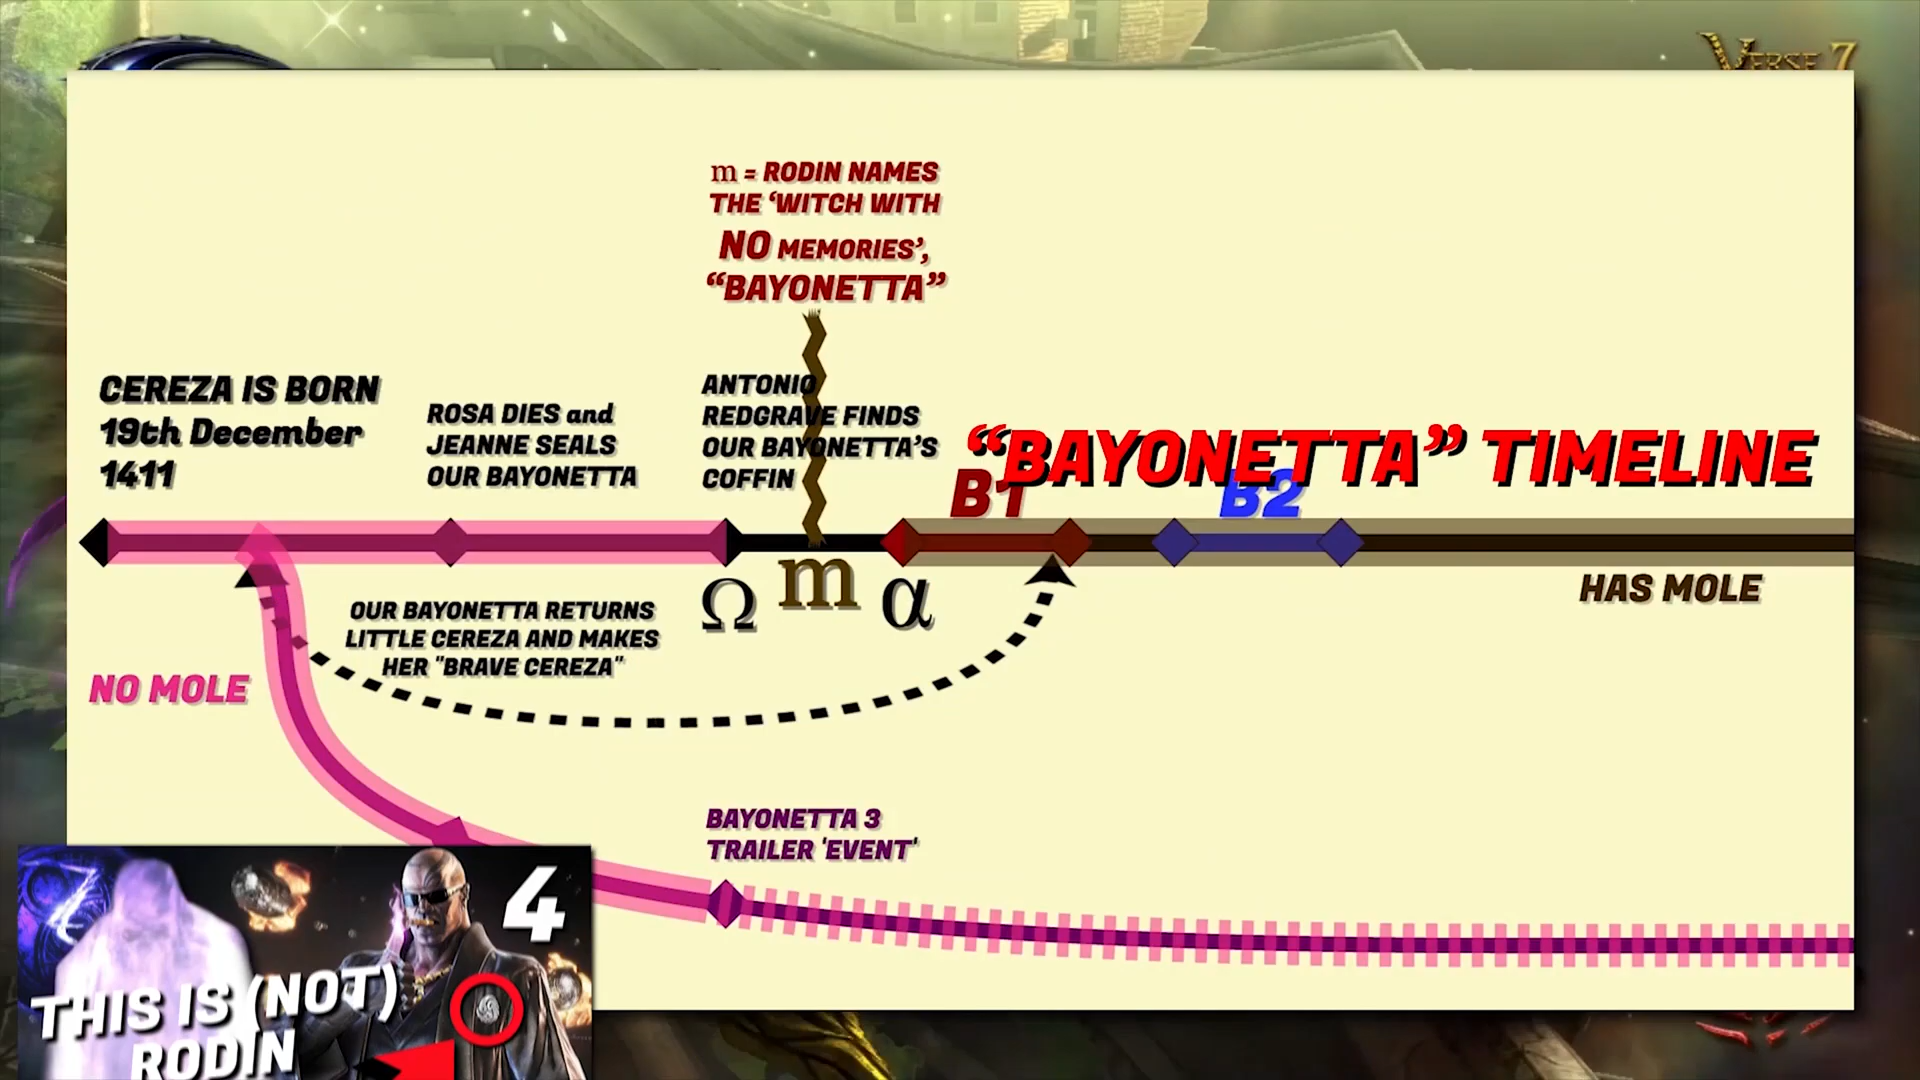 VERSE 7
m = RODIN NAMES
THE ‘WITCH WITH
NO MEMORIES’,
“BAYONETTA”
CEREZA IS BORN
19th December
1411
ROSA DIES and
JEANNE SEALS
OUR BAYONETTA
ANTONIO
REDGRAVE FINDS
OUR BAYONETTA’S
COFFIN
“BAYONETTA” TIMELINE
B1
B2
Ω
m
α
HAS MOLE
OUR BAYONETTA RETURNS
LITTLE CEREZA AND MAKES
HER "BRAVE CEREZA"
NO MOLE
BAYONETTA 3
TRAILER 'EVENT'
4
THIS IS (NOT)
RODIN